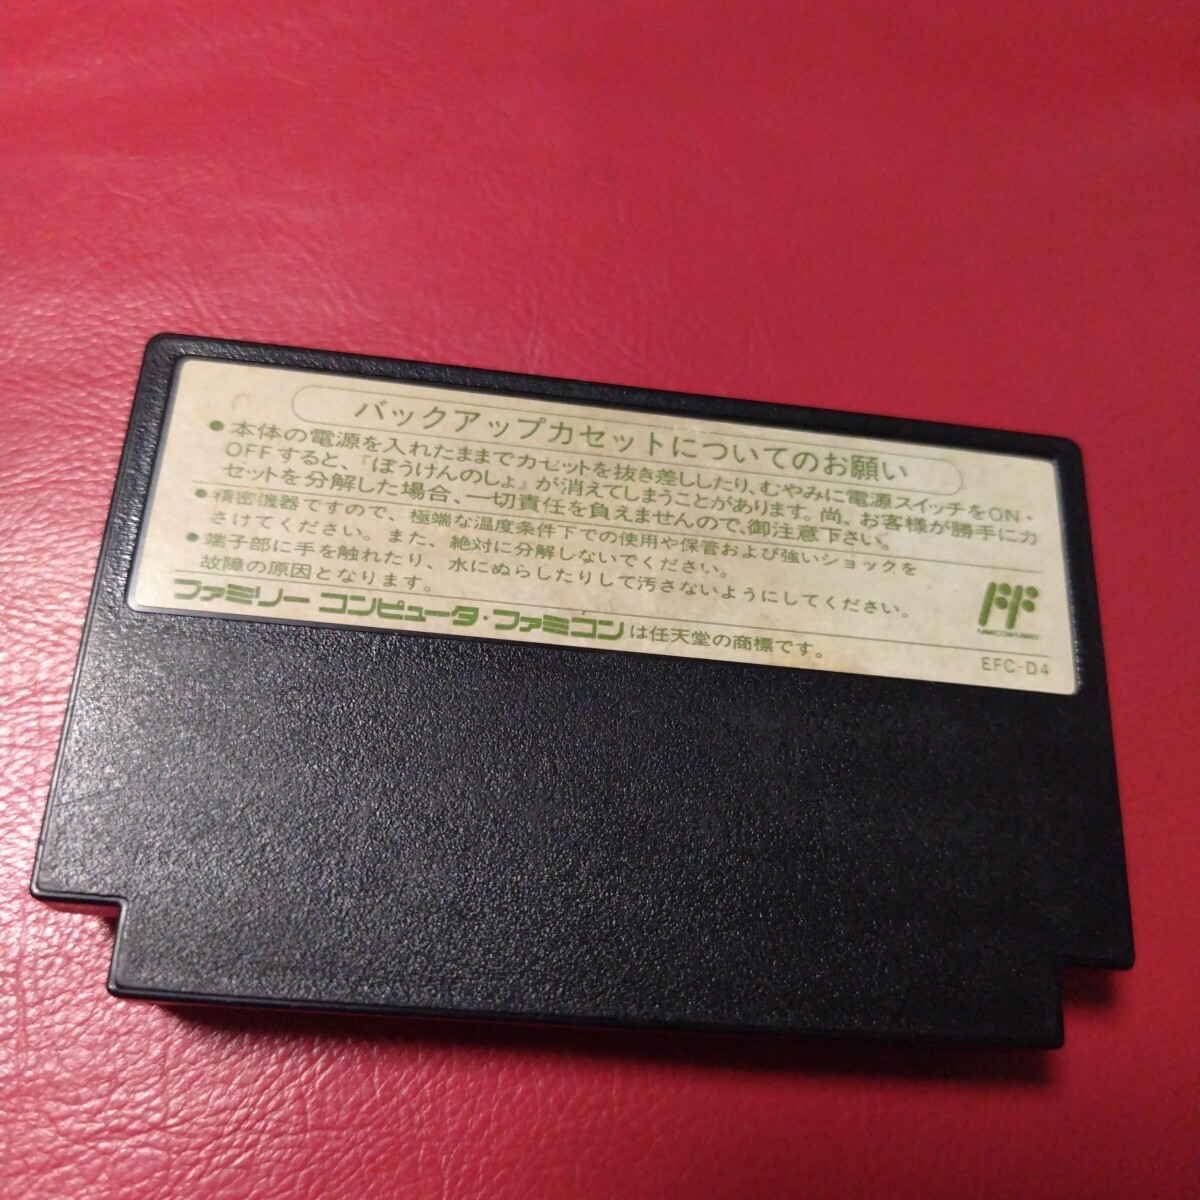 バックアップカセットについてのお願い
●本体の電源を入れたままでカセットを抜き差ししたり、むやみに電源スイッチをON・
OFFすると、『ぼうけんのしょ』が消えてしまうことがあります。尚、お客様が勝手にカ
セットを分解した場合、一切責任を負えませんので、御注意下さい。
●精密機器ですので、極端な温度条件下での使用や保管および強いショックを
さけてください。また、絶対に分解しないでください。
●端子部に手を触れたり、水にぬらしたりして汚さないようにしてください。
故障の原因となります。
ファミリー コンピュータ・ファミコンは任天堂の商標です。
FF
EFC-D4